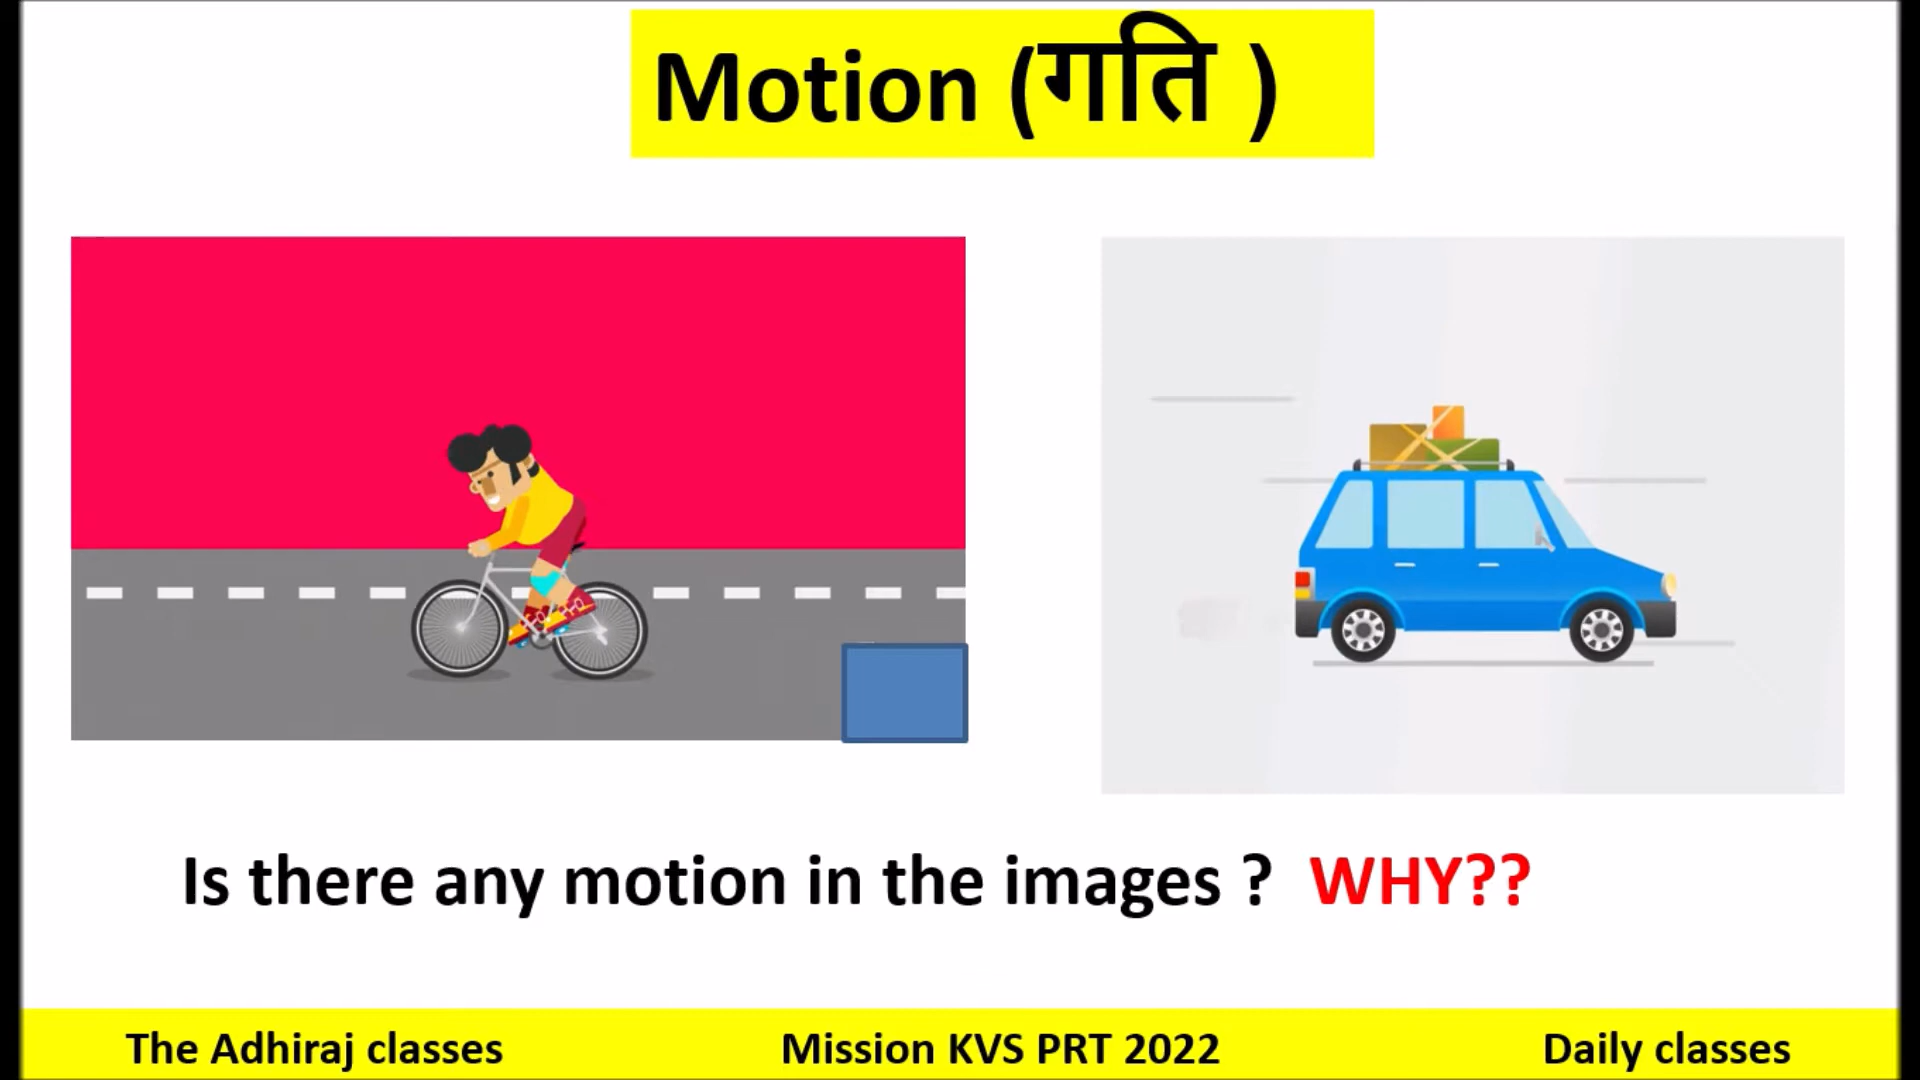 Motion (गति )
Is there any motion in the images ? WHY??
The Adhiraj classes
Mission KVS PRT 2022
Daily classes